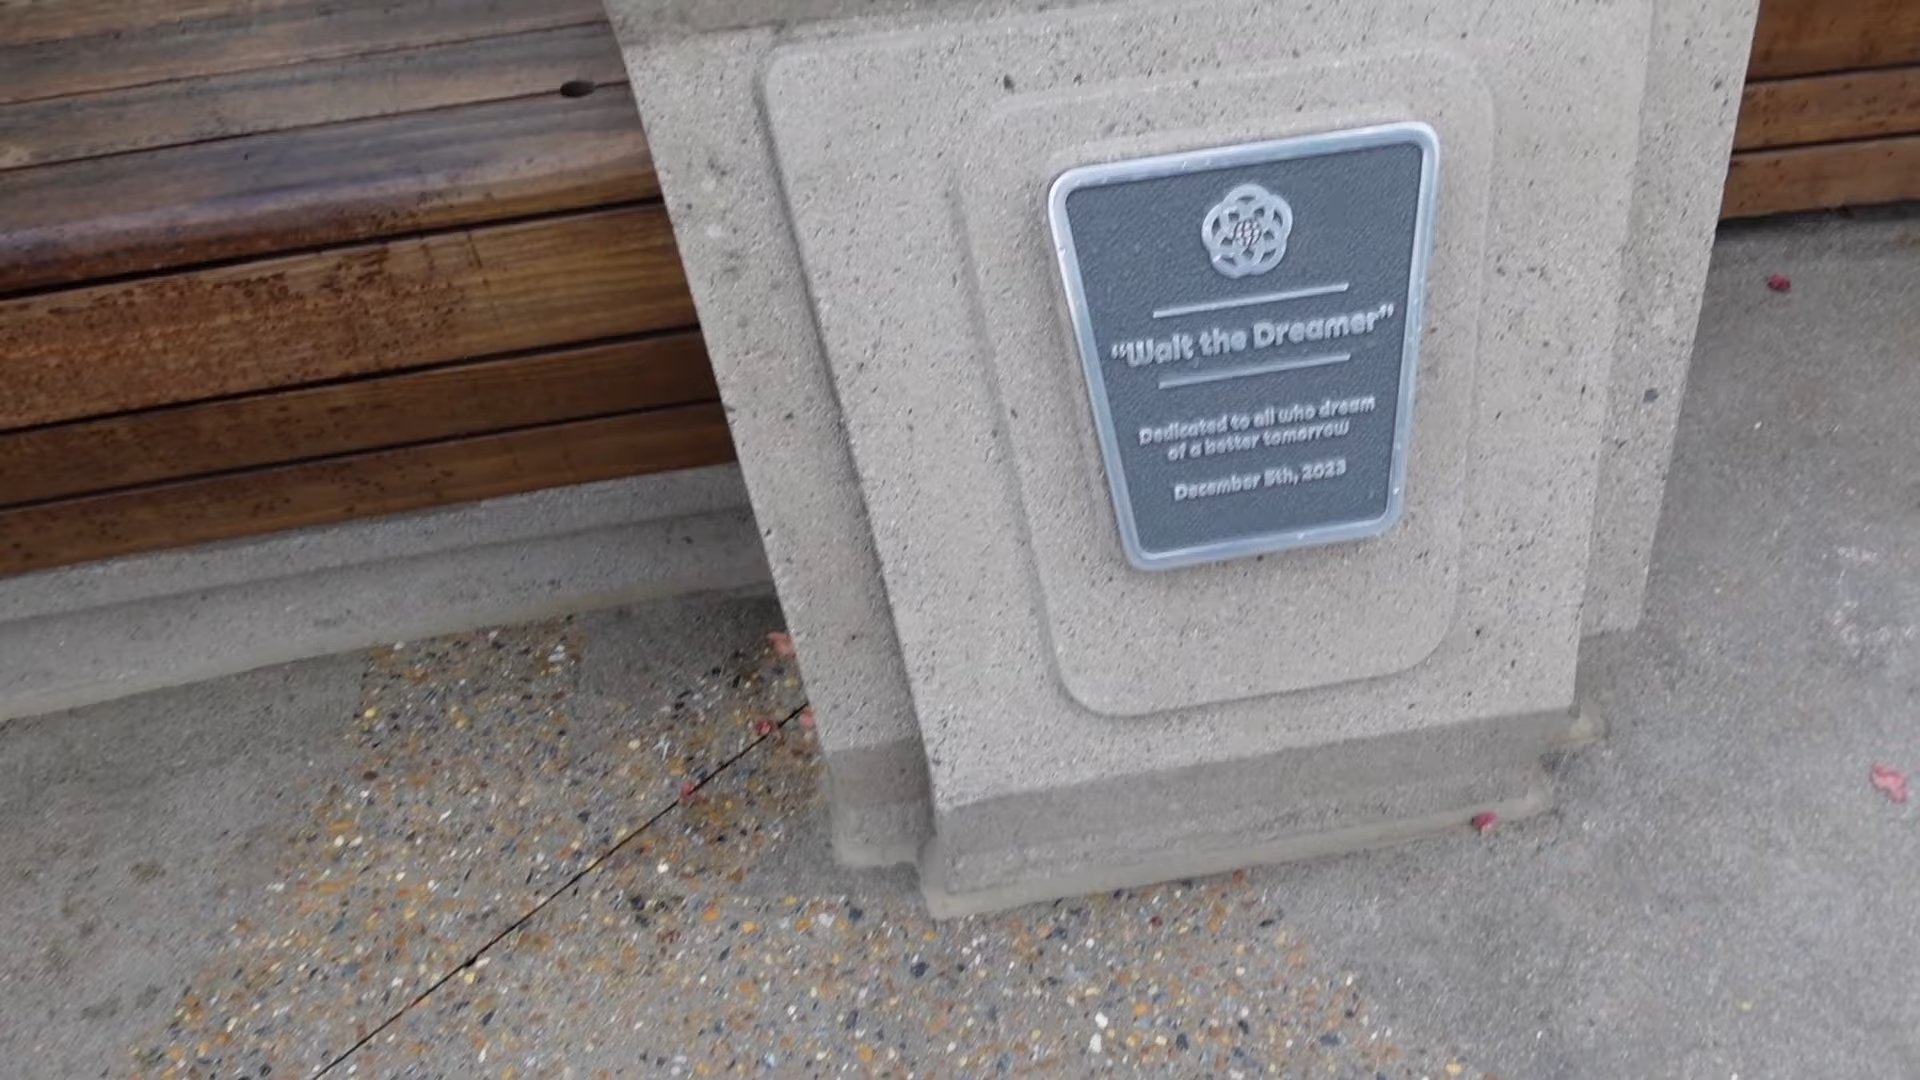 "Walt the Dreamer"
Dedicated to all who dream
of a better tomorrow
December 5th, 2023